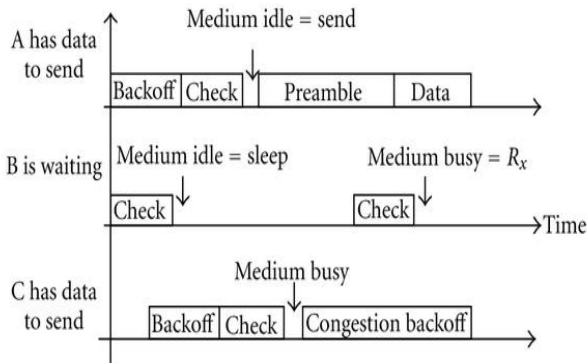 Medium idle = send
A has data
to send
Backoff Check Preamble Data
Medium idle = sleep Medium busy = Rₓ
B is waiting
Check Check
Time
Medium busy
C has data
to send
Backoff Check Congestion backoff